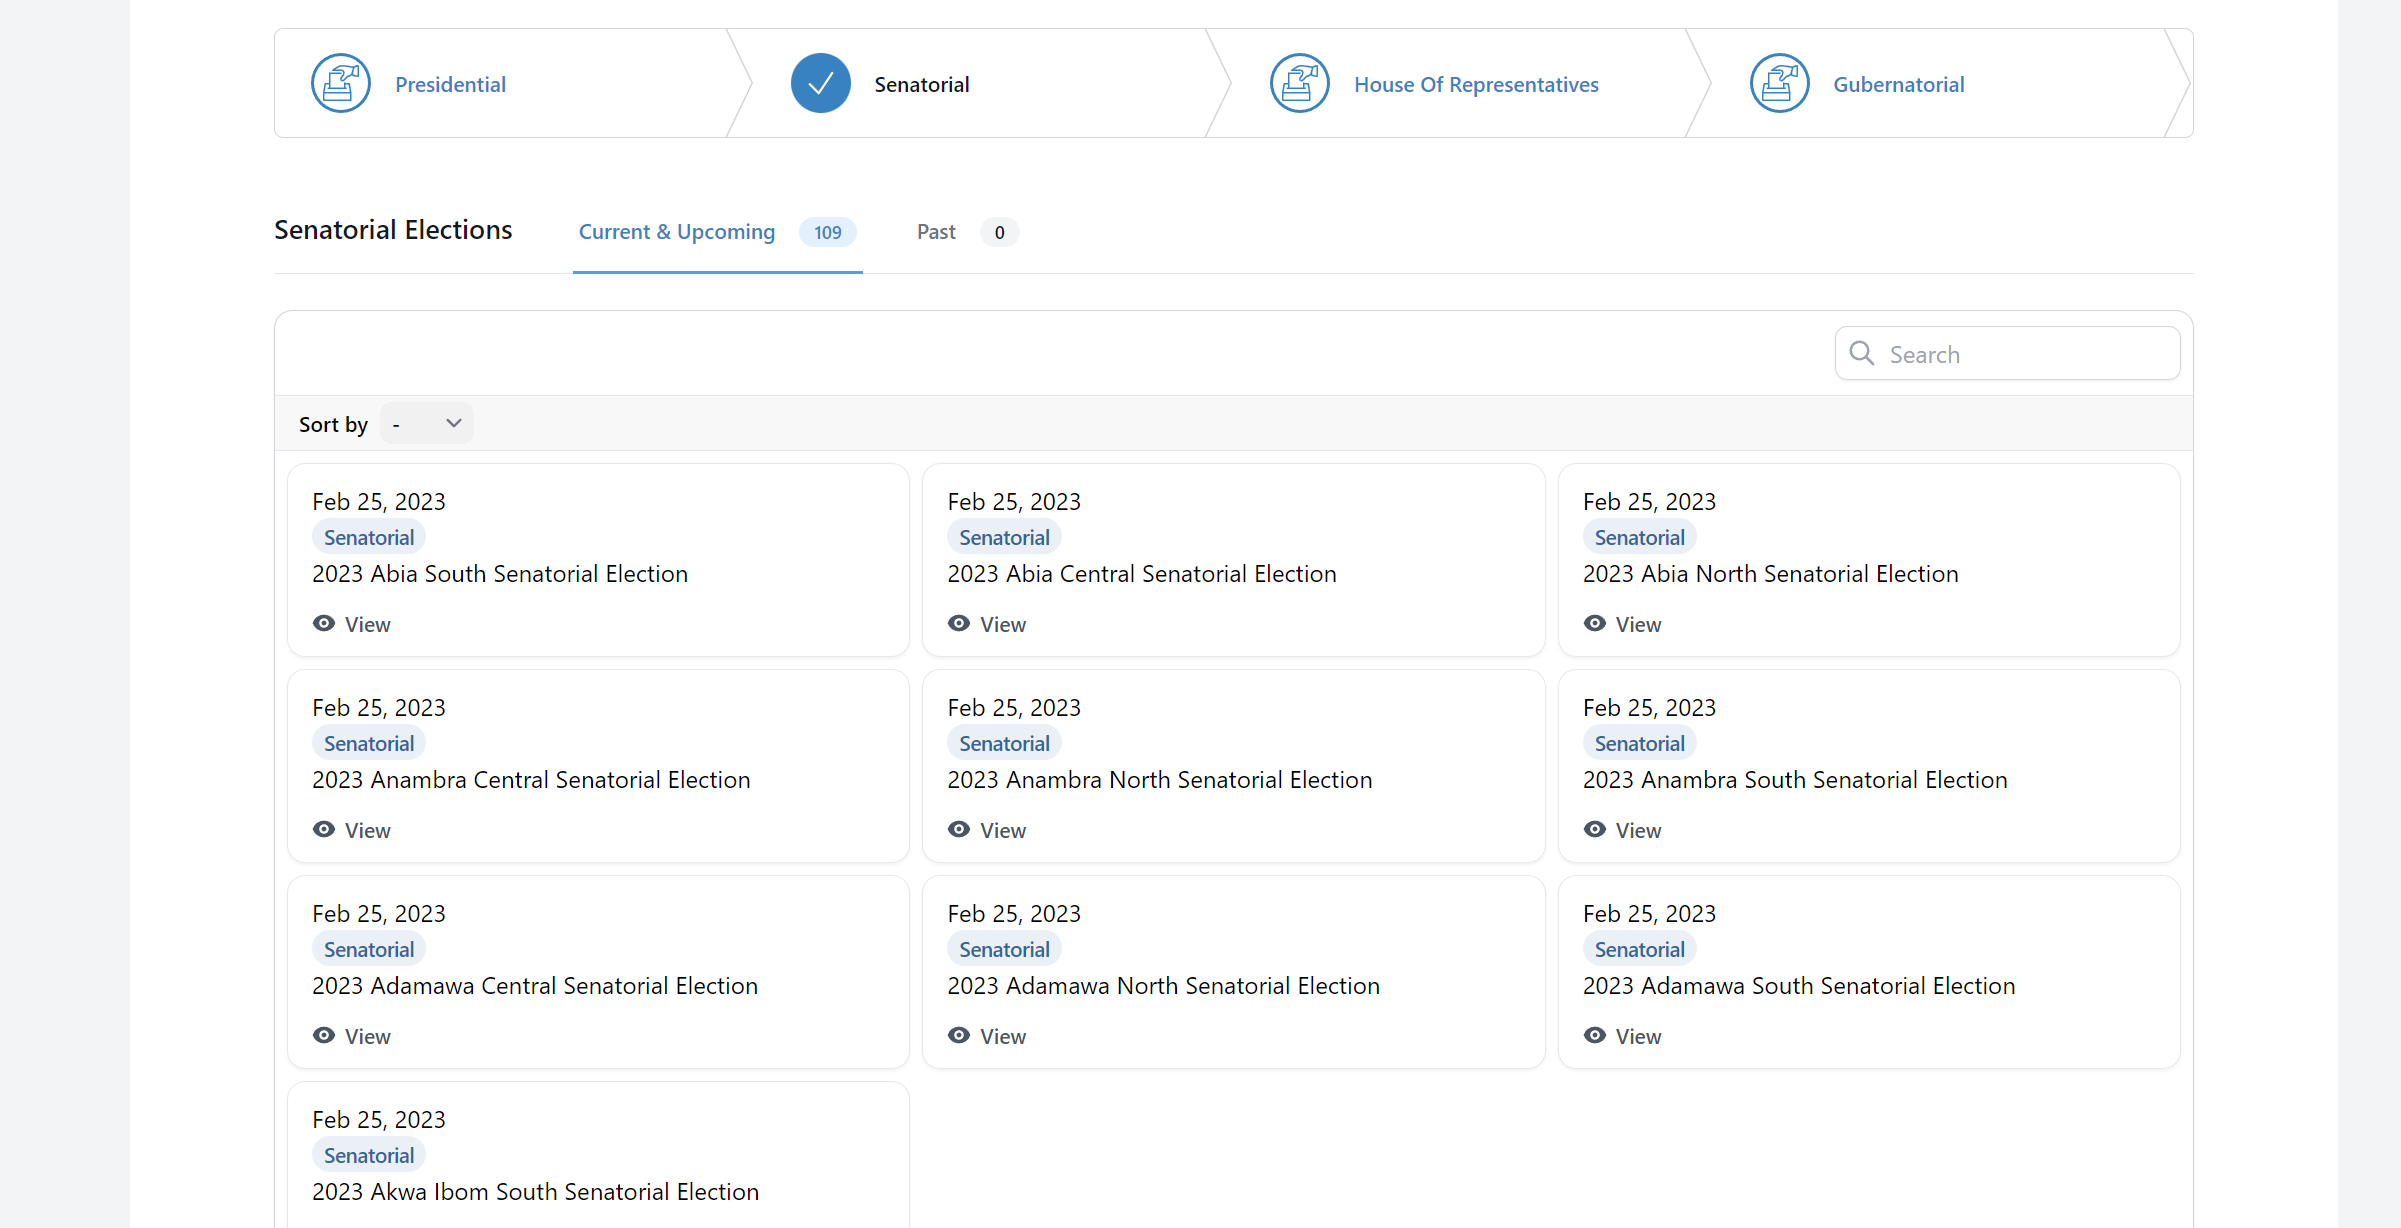 Presidential
Senatorial
House Of Representatives
Gubernatorial
Senatorial Elections
Current & Upcoming 109
Past 0
Search
Sort by -
Feb 25, 2023
Senatorial
2023 Abia South Senatorial Election
View
Feb 25, 2023
Senatorial
2023 Abia Central Senatorial Election
View
Feb 25, 2023
Senatorial
2023 Abia North Senatorial Election
View
Feb 25, 2023
Senatorial
2023 Anambra Central Senatorial Election
View
Feb 25, 2023
Senatorial
2023 Anambra North Senatorial Election
View
Feb 25, 2023
Senatorial
2023 Anambra South Senatorial Election
View
Feb 25, 2023
Senatorial
2023 Adamawa Central Senatorial Election
View
Feb 25, 2023
Senatorial
2023 Adamawa North Senatorial Election
View
Feb 25, 2023
Senatorial
2023 Adamawa South Senatorial Election
View
Feb 25, 2023
Senatorial
2023 Akwa Ibom South Senatorial Election